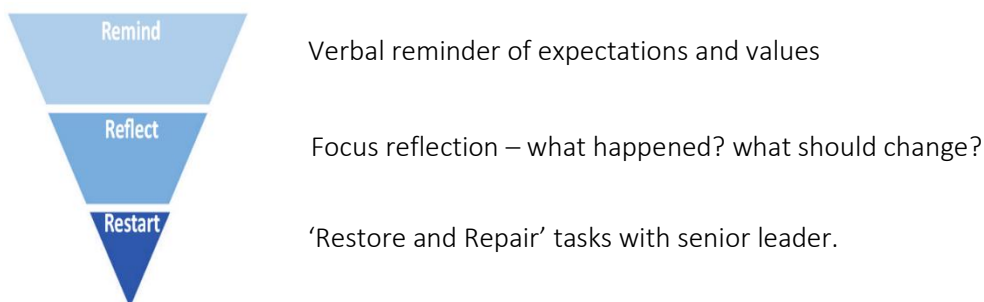 Remind
Verbal reminder of expectations and values
Reflect
Focus reflection – what happened? what should change?
Restart
‘Restore and Repair’ tasks with senior leader.